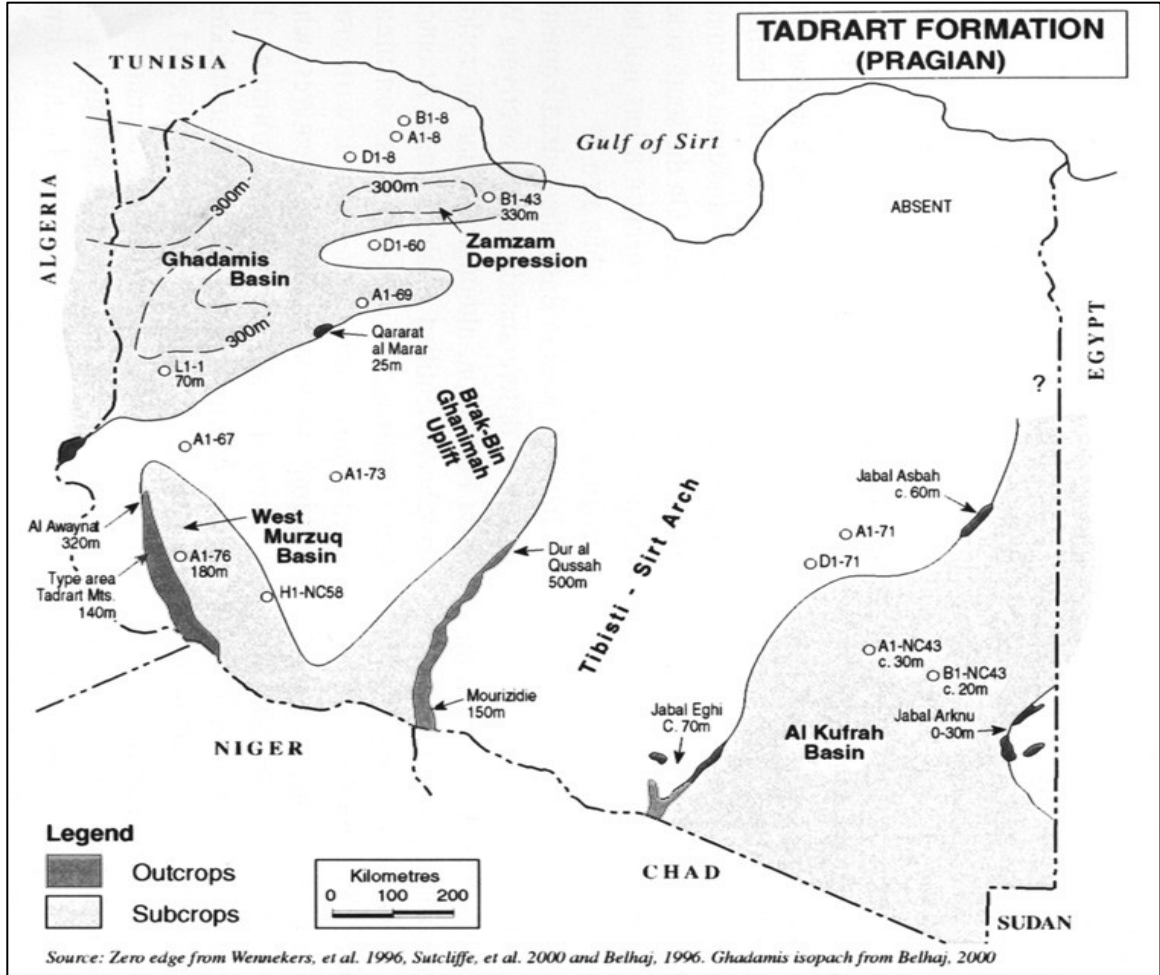 TADRART FORMATION
(PRAGIAN)
TUNISIA
B1-8
A1-8
D1-8
Gulf of Sirt
ALGERIA
300m
300m
B1-43
330m
ABSENT
Ghadamis
Basin
D1-60
Zamzam
Depression
A1-69
300m
Qararat
al Marar
25m
L1-1
70m
EGYPT
?
Brak-Bin
Ghanimah
Uplift
A1-67
A1-73
Jabal Asbah
c. 60m
Al Awaynat
320m
West
Murzuq
Basin
A1-76
180m
Type area
Tadrart Mts.
140m
H1-NC58
Dur al
Qussah
500m
A1-71
D1-71
Tibisti - Sirt Arch
A1-NC43
c. 30m
B1-NC43
c. 20m
Mourizidie
150m
Jabal Eghi
C. 70m
Al Kufrah
Basin
Jabal Arknu
0-30m
NIGER
Legend
Outcrops
Subcrops
Kilometres
0 100 200
CHAD
SUDAN
Source: Zero edge from Wennekers, et al. 1996, Sutcliffe, et al. 2000 and Belhaj, 1996. Ghadamis isopach from Belhaj, 2000